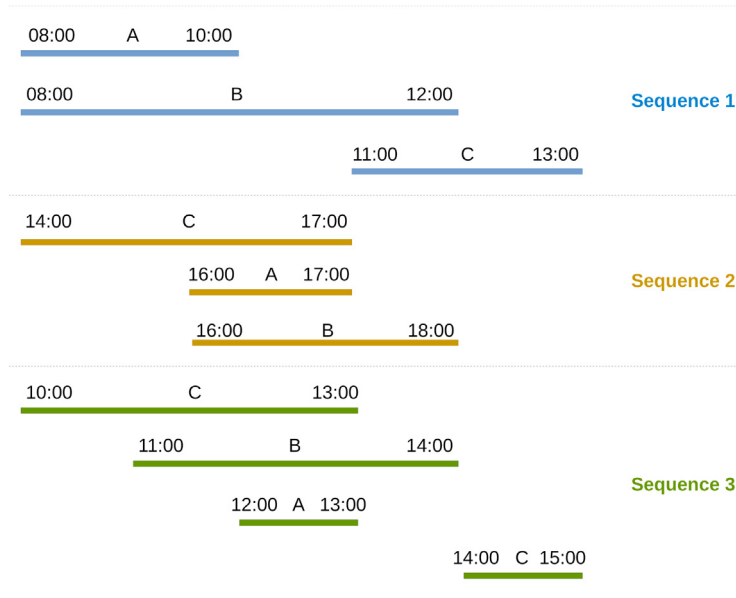 08:00 A 10:00
08:00 B 12:00
Sequence 1
11:00 C 13:00
14:00 C 17:00
16:00 A 17:00
Sequence 2
16:00 B 18:00
10:00 C 13:00
11:00 B 14:00
Sequence 3
12:00 A 13:00
14:00 C 15:00